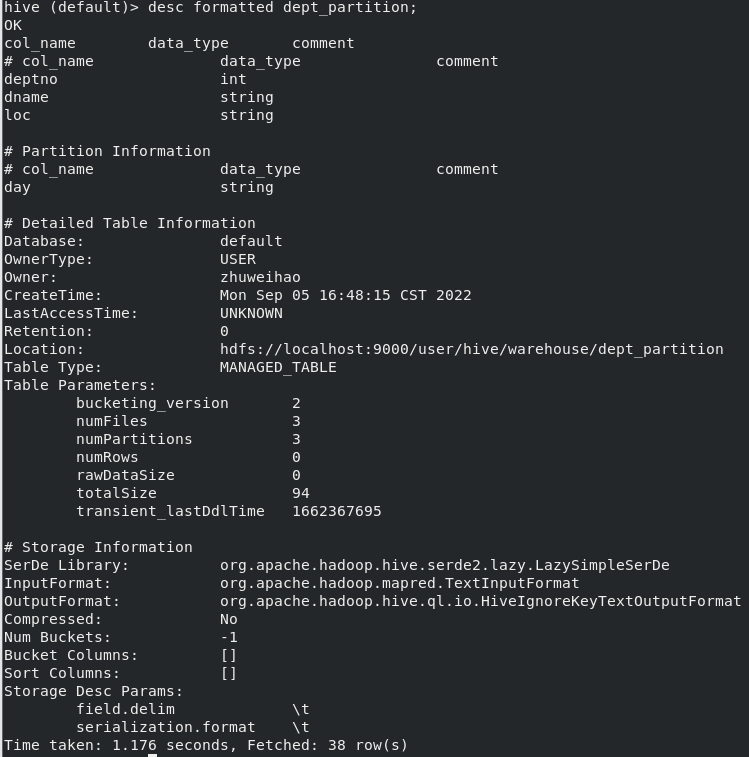 hive (default)> desc formatted dept_partition;
OK
col_name        data_type       comment
# col_name              data_type               comment
deptno                  int
dname                   string
loc                     string

# Partition Information
# col_name              data_type               comment
day                     string

# Detailed Table Information
Database:               default
OwnerType:              USER
Owner:                  zhuweihao
CreateTime:             Mon Sep 05 16:48:15 CST 2022
LastAccessTime:         UNKNOWN
Retention:              0
Location:               hdfs://localhost:9000/user/hive/warehouse/dept_partition
Table Type:             MANAGED_TABLE
Table Parameters:
        bucketing_version       2
        numFiles                3
        numPartitions           3
        numRows                 0
        rawDataSize             0
        totalSize               94
        transient_lastDdlTime   1662367695

# Storage Information
SerDe Library:          org.apache.hadoop.hive.serde2.lazy.LazySimpleSerDe
InputFormat:            org.apache.hadoop.mapred.TextInputFormat
OutputFormat:           org.apache.hadoop.hive.ql.io.HiveIgnoreKeyTextOutputFormat
Compressed:             No
Num Buckets:            -1
Bucket Columns:         []
Sort Columns:           []
Storage Desc Params:
        field.delim             \t
        serialization.format    \t
Time taken: 1.176 seconds, Fetched: 38 row(s)